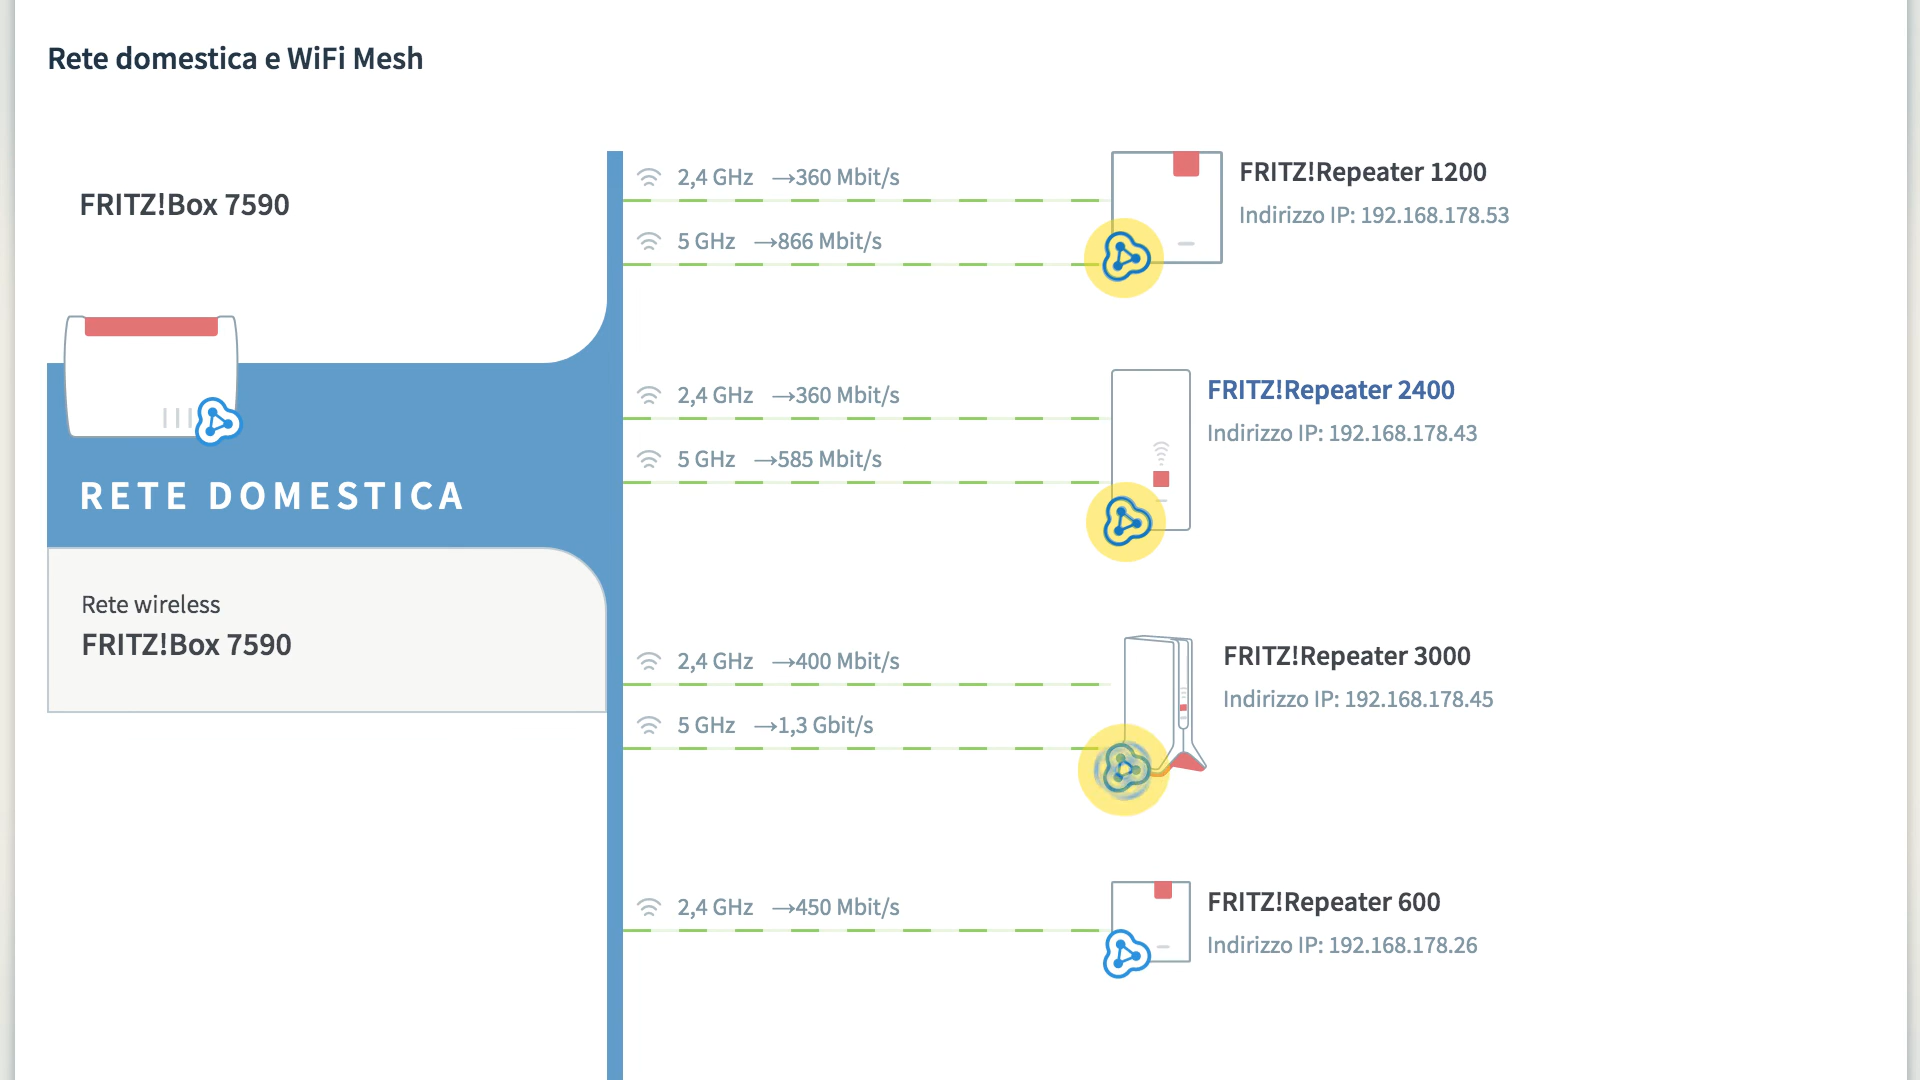 Rete domestica e WiFi Mesh
FRITZ!Box 7590
RETE DOMESTICA
Rete wireless
FRITZ!Box 7590
2,4 GHz →360 Mbit/s
5 GHz →866 Mbit/s
FRITZ!Repeater 1200
Indirizzo IP: 192.168.178.53
2,4 GHz →360 Mbit/s
5 GHz →585 Mbit/s
FRITZ!Repeater 2400
Indirizzo IP: 192.168.178.43
2,4 GHz →400 Mbit/s
5 GHz →1,3 Gbit/s
FRITZ!Repeater 3000
Indirizzo IP: 192.168.178.45
2,4 GHz →450 Mbit/s
FRITZ!Repeater 600
Indirizzo IP: 192.168.178.26